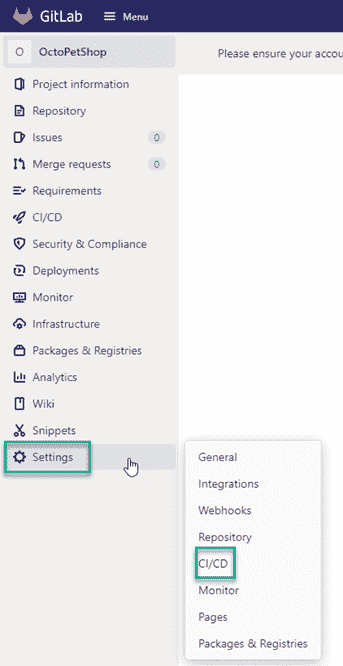 GitLab
Menu
O
OctoPetShop
Please ensure your accou
Project information
Repository
Issues
0
Merge requests
0
Requirements
CI/CD
Security & Compliance
Deployments
Monitor
Infrastructure
Packages & Registries
Analytics
Wiki
Snippets
Settings
General
Integrations
Webhooks
Repository
CI/CD
Monitor
Pages
Packages & Registries